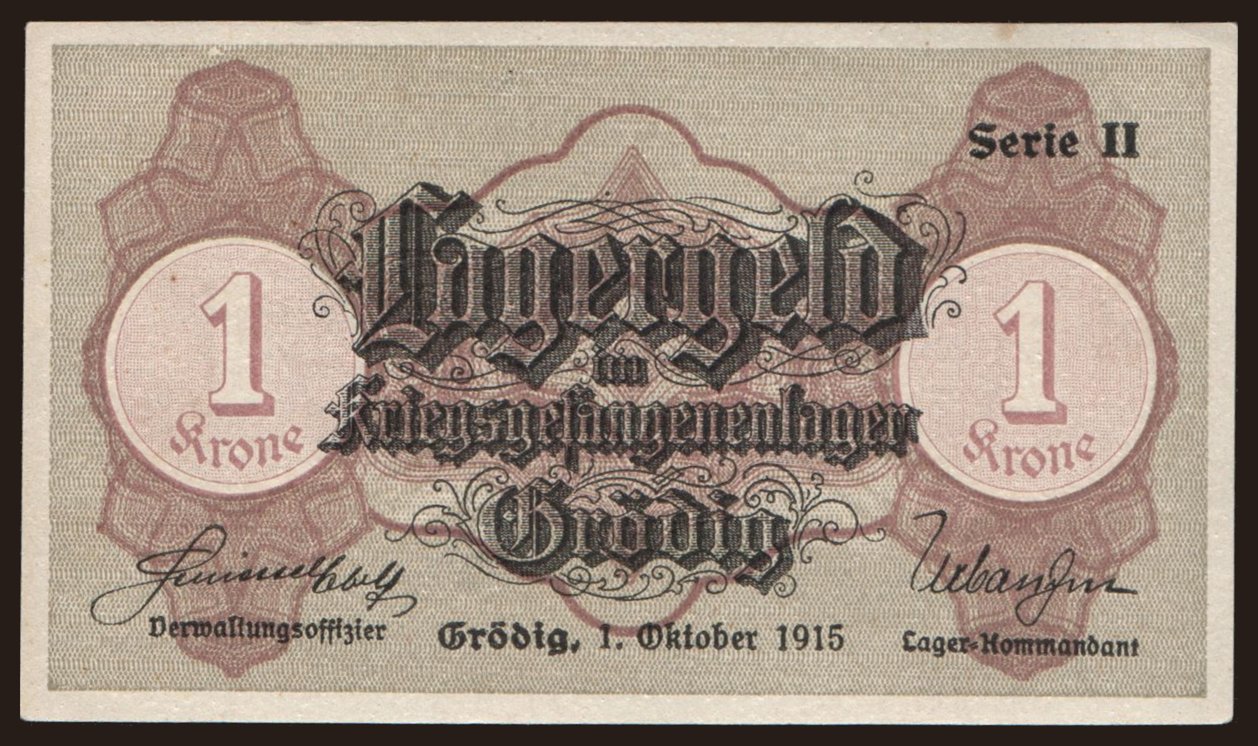 Serie II
Lagergeld
im
Kriegsgefangenenlager
Grödig
1 Krone
1 Krone
Verwaltungsoffizier
Grödig, 1. Oktober 1915
Lager-Kommandant